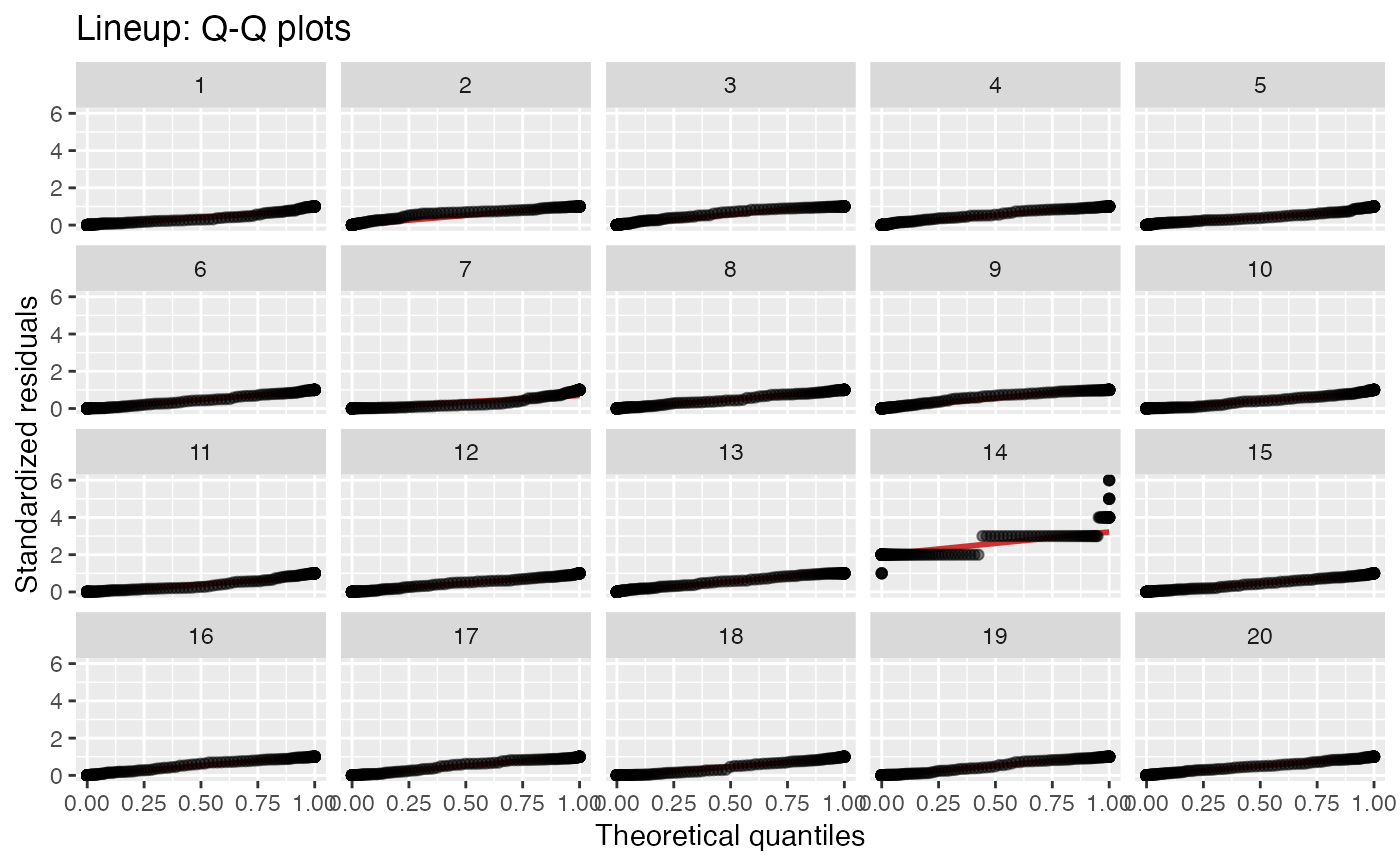 Lineup: Q-Q plots
1 2 3 4 5
6 4 2 0
6 7 8 9 10
6 4 2 0
11 12 13 14 15
6 4 2 0
16 17 18 19 20
6 4 2 0
Standardized residuals
0.00 0.25 0.50 0.75 1.00 0.00 0.25 0.50 0.75 1.00 0.00 0.25 0.50 0.75 1.00 0.00 0.25 0.50 0.75 1.00 0.00 0.25 0.50 0.75 1.00
Theoretical quantiles